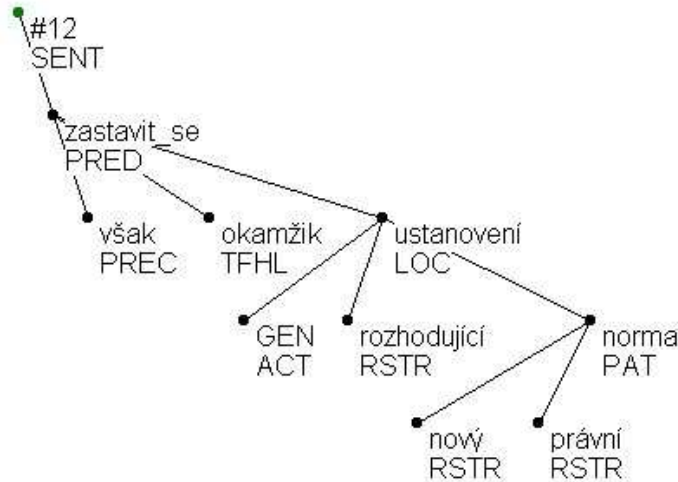 #12
SENT
zastavit_se
PRED
však
PREC
okamžik
TFHL
ustanovení
LOC
GEN
ACT
rozhodující
RSTR
norma
PAT
nový
RSTR
právní
RSTR